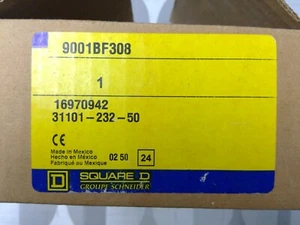 9001BF308
1
16970942
31101-232-50
CE
Made in Mexico
Hecho en México
Fabriqué au Mexique
02 50 24
D SQUARE D
GROUPE SCHNEIDER